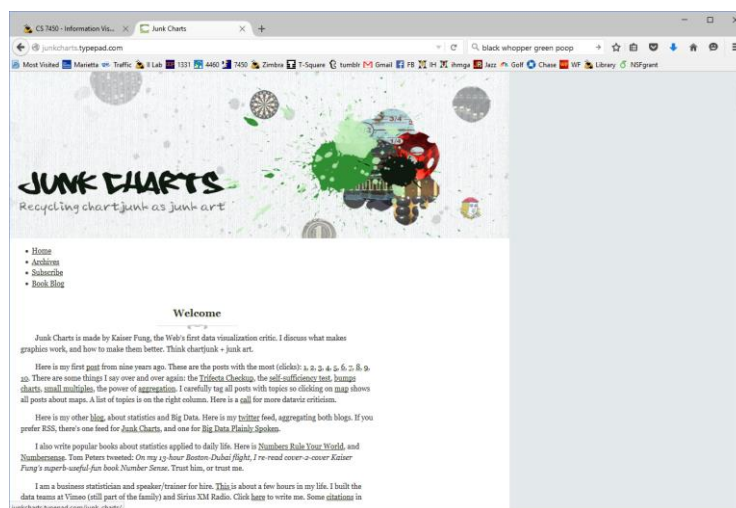 CS 7450 - Information Vis...
Junk Charts
junkcharts.typepad.com
black whopper green poop
Most Visited Marietta Traffic II Lab 1331 4460 7450 Zimbra T-Square tumblr Gmail FB IH ihmga Jazz Golf Chase WF Library NSFgrant
3/4
1/4
JUNK CHARTS
Recycling chartjunk as junk art
Home
Archives
Subscribe
Book Blog
Welcome
Junk Charts is made by Kaiser Fung, the Web's first data visualization critic. I discuss what makes
graphics work, and how to make them better. Think chartjunk + junk art.
Here is my first post from nine years ago. These are the posts with the most (clicks): 1, 2, 3, 4, 5, 6, 7, 8, 9,
10. There are some things I say over and over again: the Trifecta Checkup, the self-sufficiency test, bumps
charts, small multiples, the power of aggregation. I carefully tag all posts with topics so clicking on map shows
all posts about maps. A list of topics is on the right column. Here is a call for more dataviz criticism.
Here is my other blog, about statistics and Big Data. Here is my twitter feed, aggregating both blogs. If you
prefer RSS, there's one feed for Junk Charts, and one for Big Data Plainly Spoken.
I also write popular books about statistics applied to daily life. Here is Numbers Rule Your World, and
Numbersense. Tom Peters tweeted: On my 13-hour Boston-Dubai flight, I re-read cover-2-cover Kaiser
Fung's superb-useful-fun book Number Sense. Trust him, or trust me.
I am a business statistician and speaker/trainer for hire. This is about a few hours in my life. I built the
data teams at Vimeo (still part of the family) and Sirius XM Radio. Click here to write me. Some citations in
junkcharts.typepad.com/junk_charts/